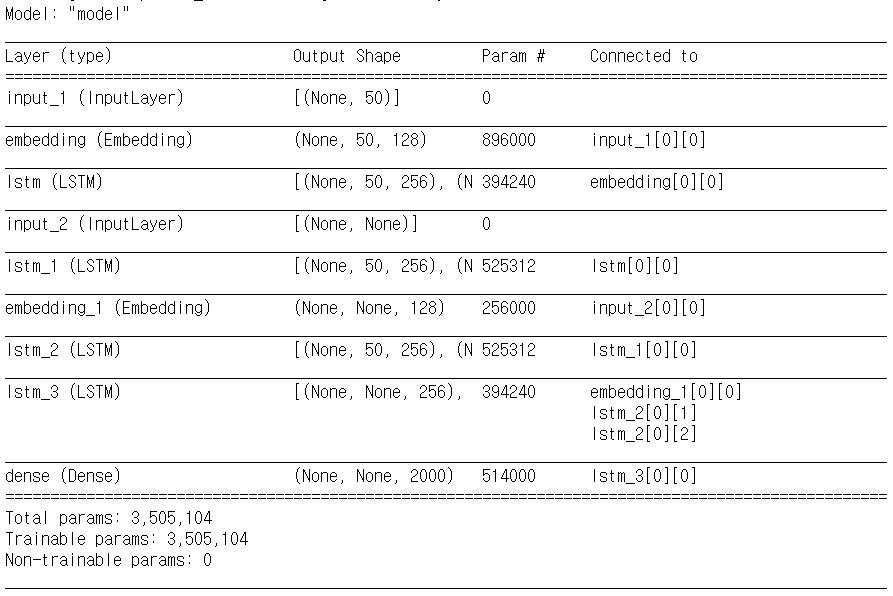 Model: "model"
Layer (type) Output Shape Param # Connected to
input_1 (InputLayer) [(None, 50)] 0
embedding (Embedding) (None, 50, 128) 896000 input_1[0][0]
lstm (LSTM) [(None, 50, 256), (N 394240 embedding[0][0]
input_2 (InputLayer) [(None, None)] 0
lstm_1 (LSTM) [(None, 50, 256), (N 525312 lstm[0][0]
embedding_1 (Embedding) (None, None, 128) 256000 input_2[0][0]
lstm_2 (LSTM) [(None, 50, 256), (N 525312 lstm_1[0][0]
lstm_3 (LSTM) [(None, None, 256), 394240 embedding_1[0][0]
lstm_2[0][1]
lstm_2[0][2]
dense (Dense) (None, None, 2000) 514000 lstm_3[0][0]
Total params: 3,505,104
Trainable params: 3,505,104
Non-trainable params: 0